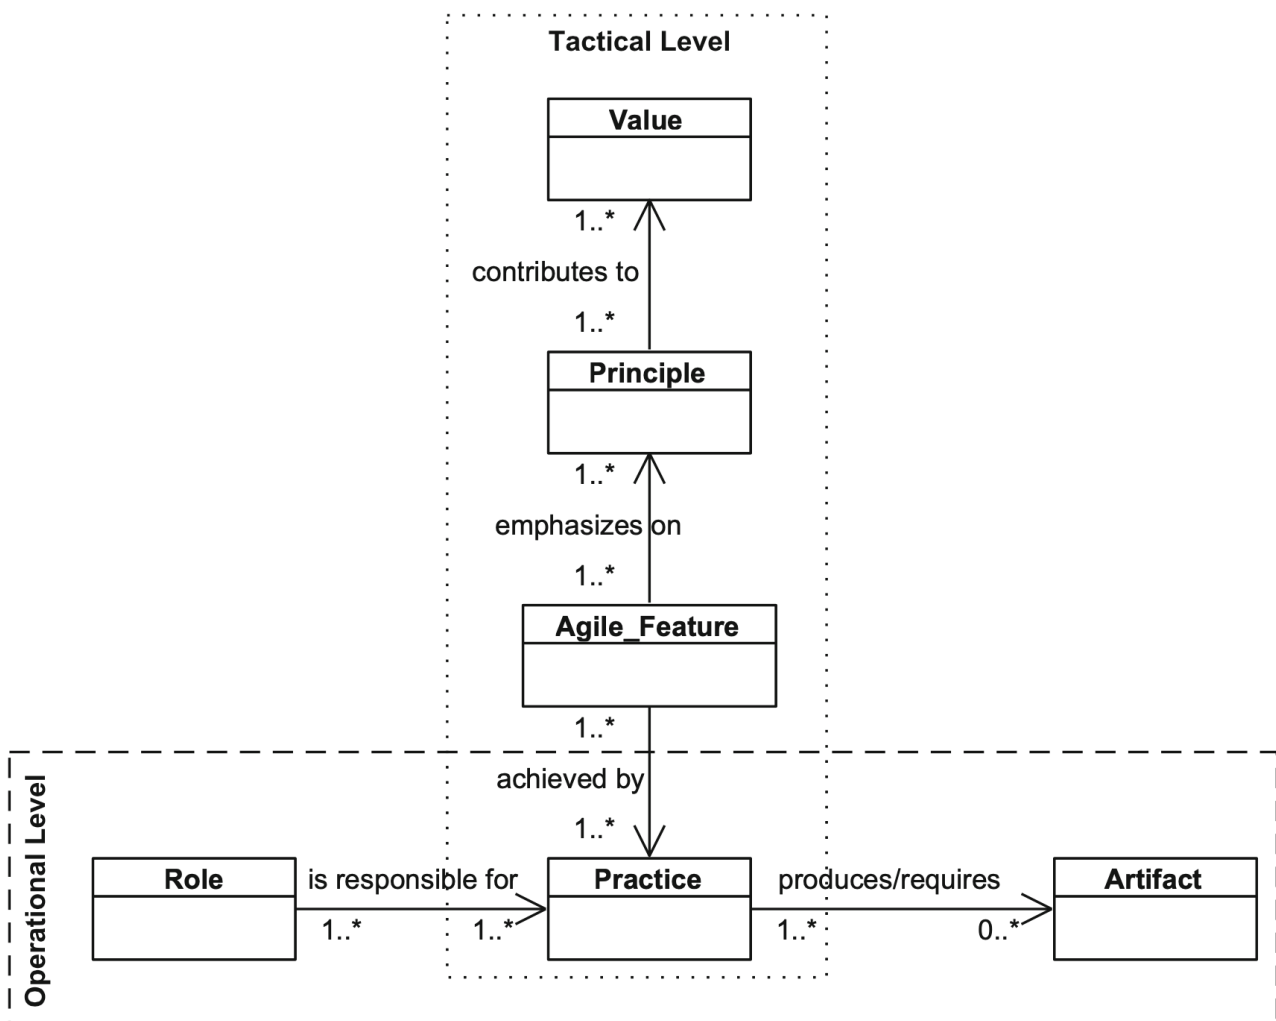 Tactical Level
Value
1..*
contributes to
1..*
Principle
1..*
emphasizes on
1..*
Agile_Feature
1..*
achieved by
1..*
Operational Level
Role
is responsible for
1..*
1..*
Practice
produces/requires
1..*
0..*
Artifact